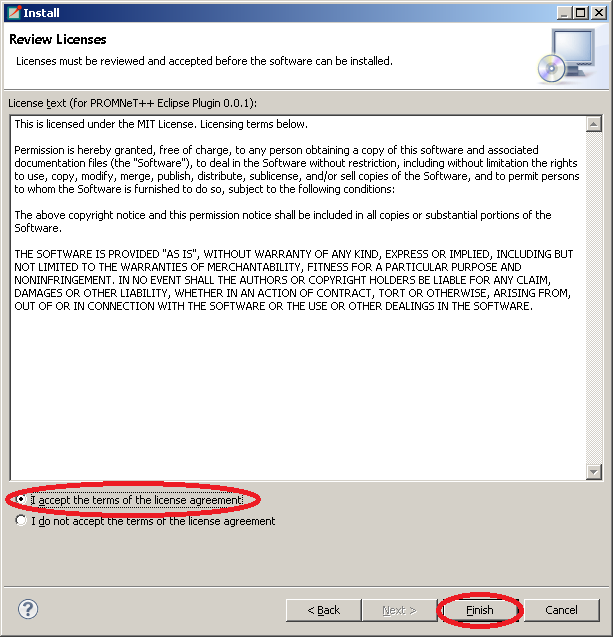 Install
Review Licenses
Licenses must be reviewed and accepted before the software can be installed.
License text (for PROMNeT++ Eclipse Plugin 0.0.1):
This is licensed under the MIT License. Licensing terms below.
Permission is hereby granted, free of charge, to any person obtaining a copy of this software and associated
documentation files (the "Software"), to deal in the Software without restriction, including without limitation the rights
to use, copy, modify, merge, publish, distribute, sublicense, and/or sell copies of the Software, and to permit persons
to whom the Software is furnished to do so, subject to the following conditions:
The above copyright notice and this permission notice shall be included in all copies or substantial portions of the
Software.
THE SOFTWARE IS PROVIDED "AS IS", WITHOUT WARRANTY OF ANY KIND, EXPRESS OR IMPLIED, INCLUDING BUT
NOT LIMITED TO THE WARRANTIES OF MERCHANTABILITY, FITNESS FOR A PARTICULAR PURPOSE AND
NONINFRINGEMENT. IN NO EVENT SHALL THE AUTHORS OR COPYRIGHT HOLDERS BE LIABLE FOR ANY CLAIM,
DAMAGES OR OTHER LIABILITY, WHETHER IN AN ACTION OF CONTRACT, TORT OR OTHERWISE, ARISING FROM,
OUT OF OR IN CONNECTION WITH THE SOFTWARE OR THE USE OR OTHER DEALINGS IN THE SOFTWARE.
I accept the terms of the license agreement
I do not accept the terms of the license agreement
? < Back Next > Finish Cancel